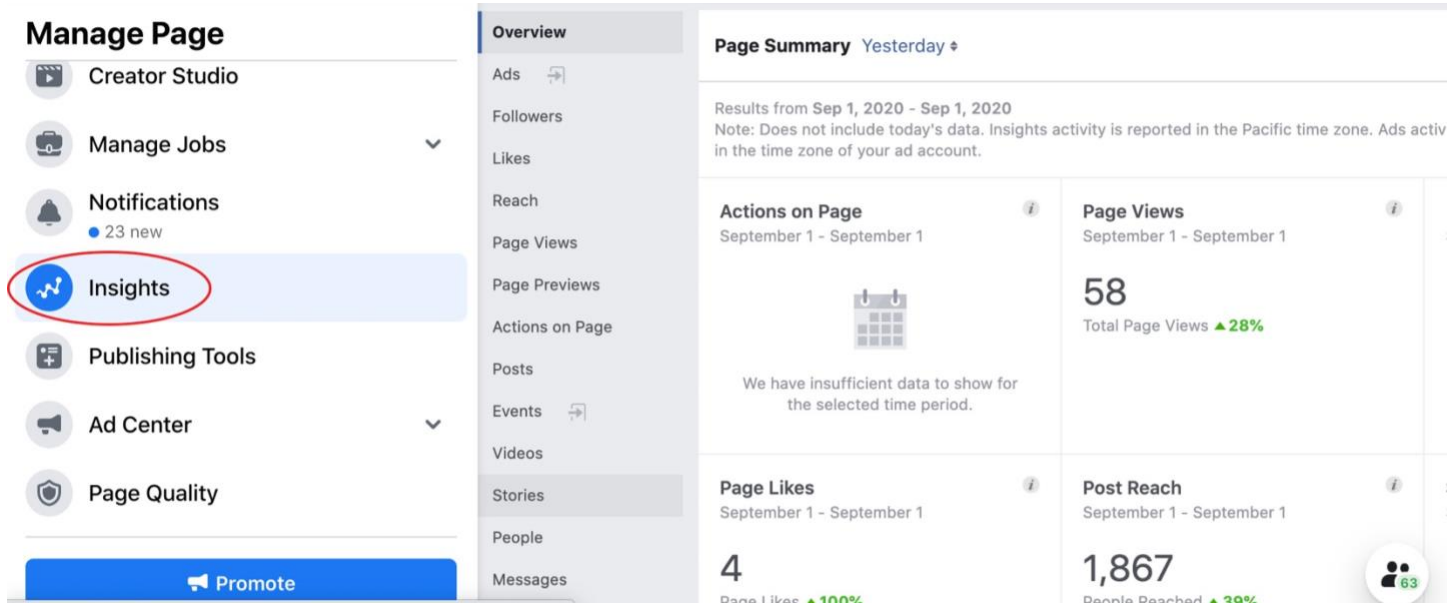 Manage Page
Creator Studio
Manage Jobs
Notifications
23 new
Insights
Publishing Tools
Ad Center
Page Quality
Promote
Overview
Ads
Followers
Likes
Reach
Page Views
Page Previews
Actions on Page
Posts
Events
Videos
Stories
People
Messages
Page Summary Yesterday
Results from Sep 1, 2020 - Sep 1, 2020
Note: Does not include today's data. Insights activity is reported in the Pacific time zone. Ads activ
in the time zone of your ad account.
Actions on Page
September 1 - September 1
We have insufficient data to show for
the selected time period.
Page Views
September 1 - September 1
58
Total Page Views 28%
Page Likes
September 1 - September 1
4
Page Likes 100%
Post Reach
September 1 - September 1
1,867
People Reached 39%
63